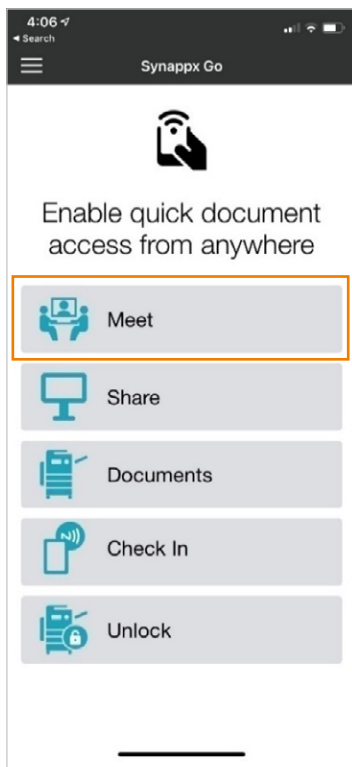 4:06
Search
Synappx Go
Enable quick document
access from anywhere
Meet
Share
Documents
Check In
Unlock